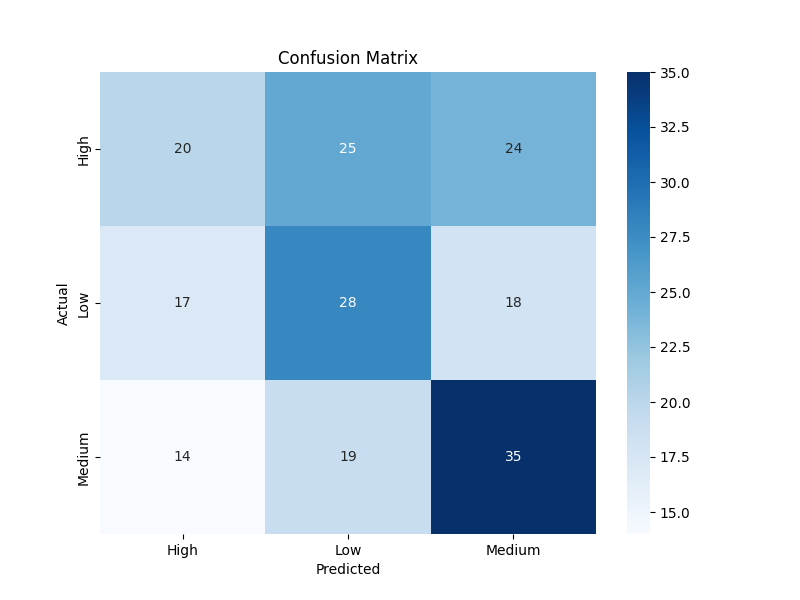 Confusion Matrix
High
20 25 24
Low
17 28 18
Medium
14 19 35
Actual
High Low Medium
Predicted
35.0
32.5
30.0
27.5
25.0
22.5
20.0
17.5
15.0